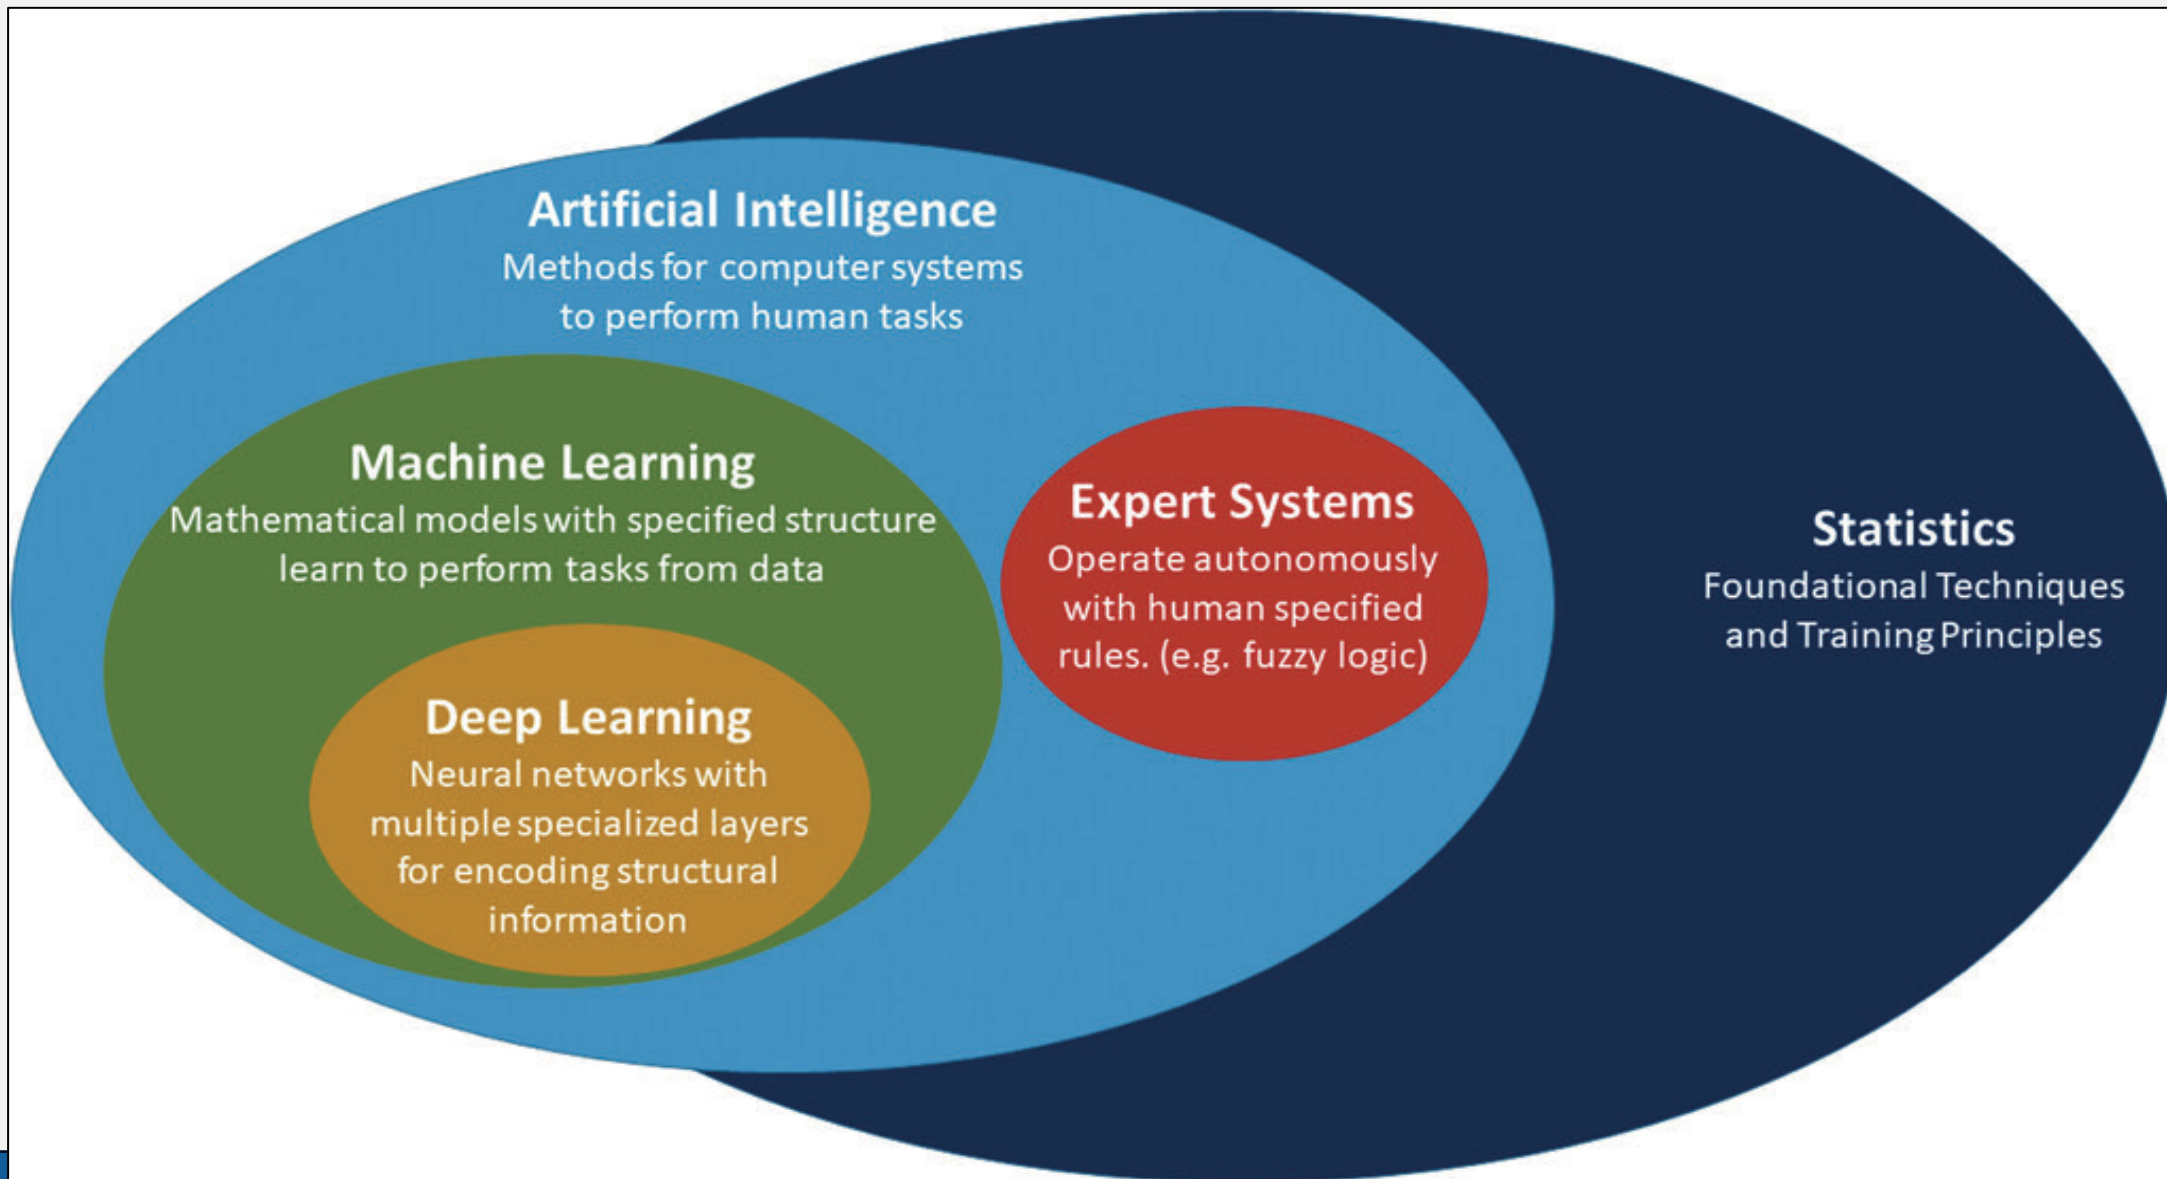 Artificial Intelligence
Methods for computer systems
to perform human tasks
Machine Learning
Mathematical models with specified structure
learn to perform tasks from data
Deep Learning
Neural networks with
multiple specialized layers
for encoding structural
information
Expert Systems
Operate autonomously
with human specified
rules. (e.g. fuzzy logic)
Statistics
Foundational Techniques
and Training Principles